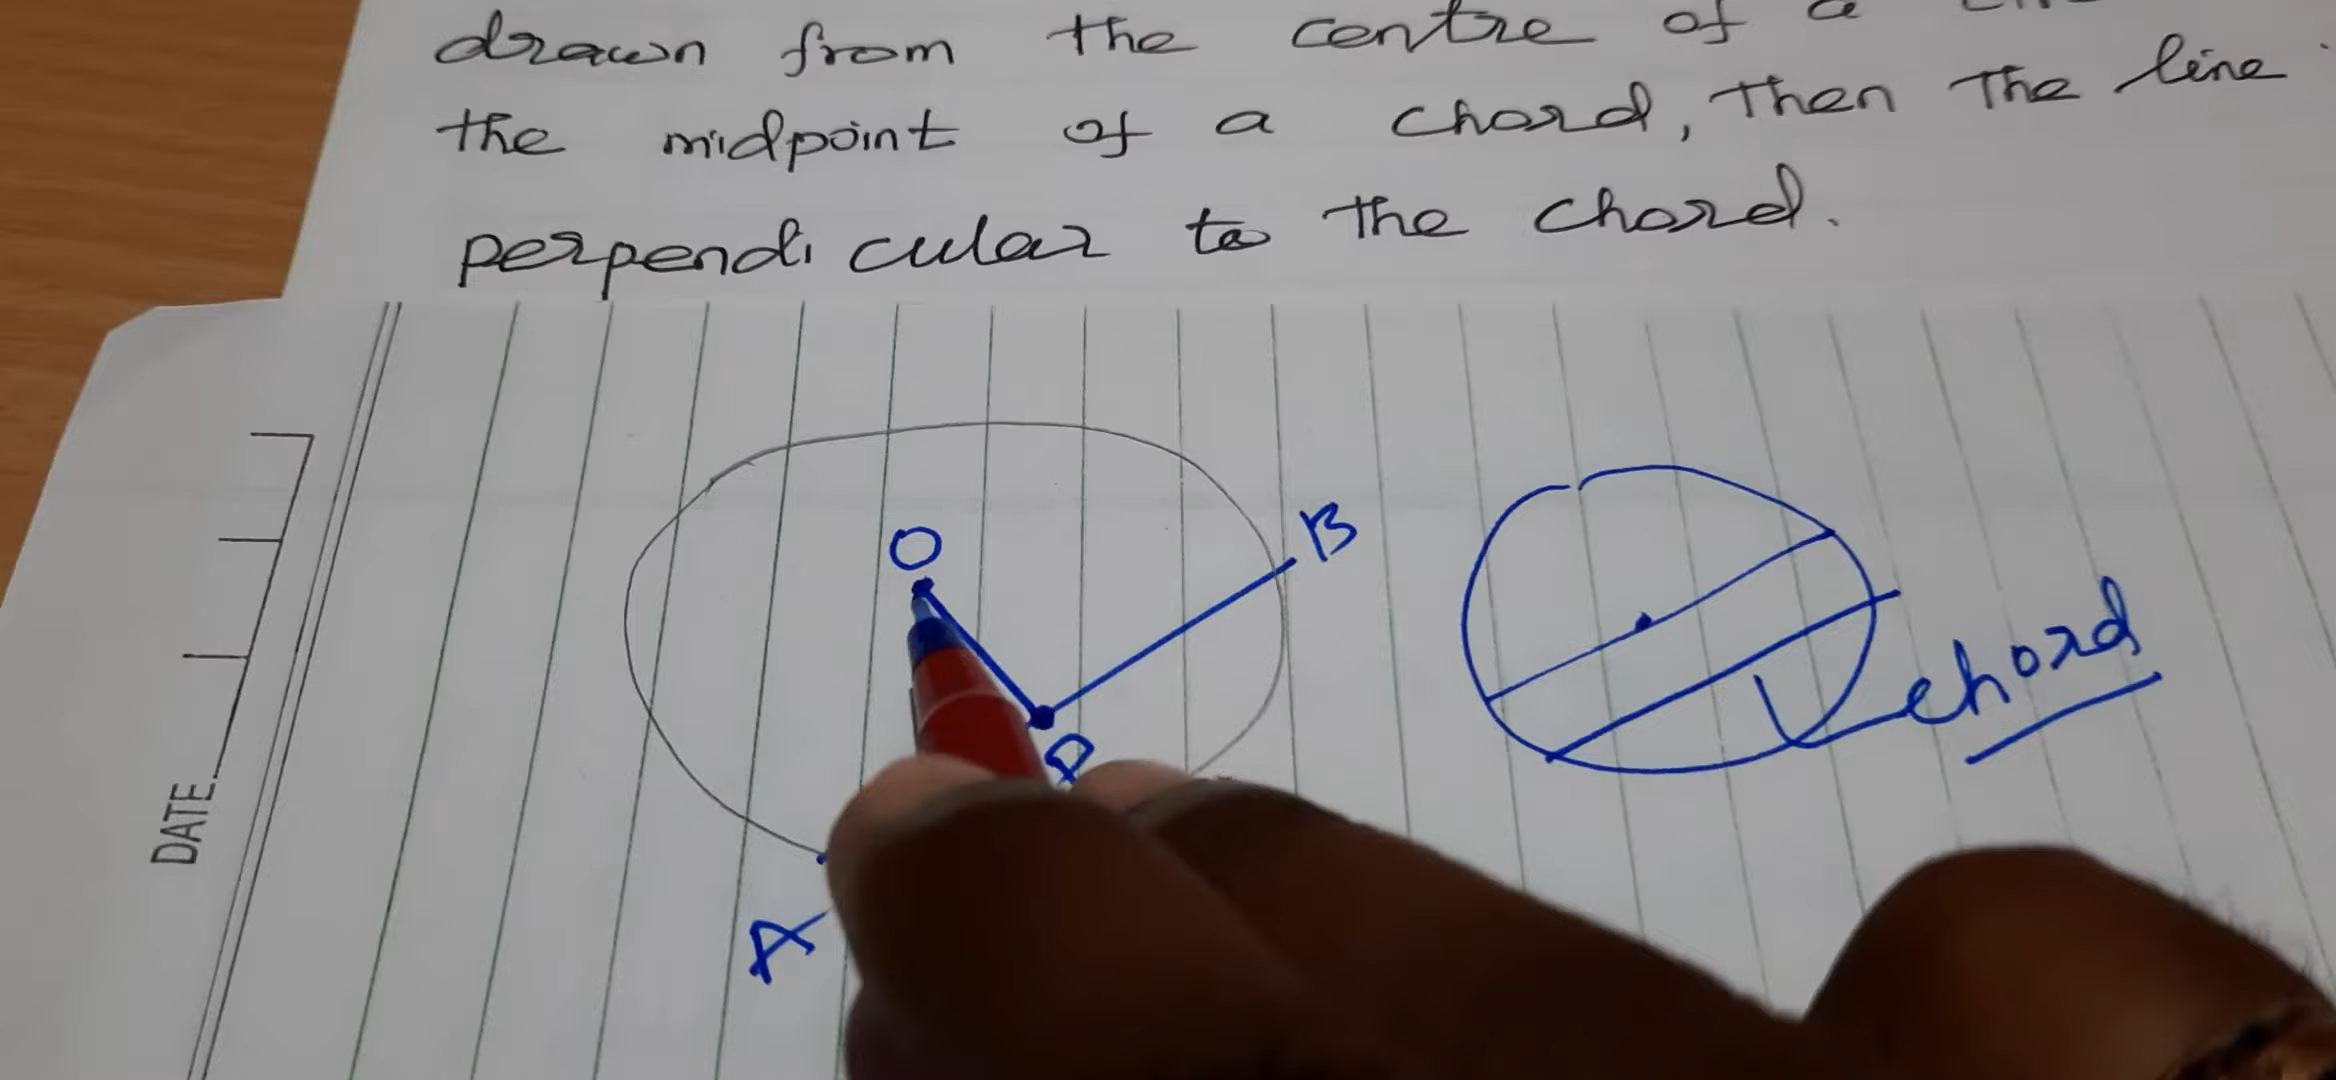 drawn from the centre of a
the midpoint of a chord, then the line
perpendicular to the chord.
O
B
P
A
chord
DATE